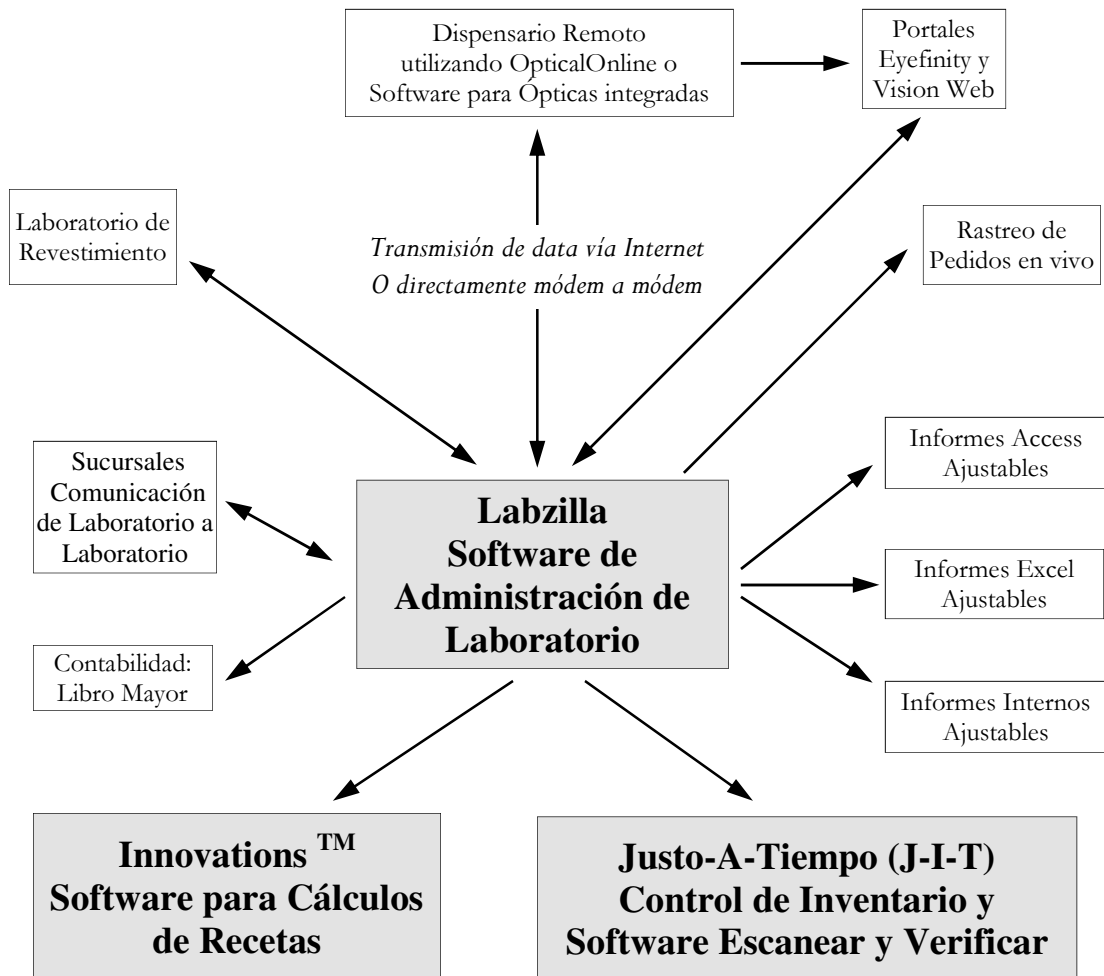 Dispensario Remoto
utilizando OpticalOnline o
Software para Ópticas integradas
Portales
Eyefinity y
Vision Web
Laboratorio de
Revestimiento
Transmisión de data vía Internet
O directamente módem a módem
Rastreo de
Pedidos en vivo
Sucursales
Comunicación
de Laboratorio a
Laboratorio
Labzilla
Software de
Administración de
Laboratorio
Informes Access
Ajustables
Informes Excel
Ajustables
Contabilidad:
Libro Mayor
Informes Internos
Ajustables
Innovations TM
Software para Cálculos
de Recetas
Justo-A-Tiempo (J-I-T)
Control de Inventario y
Software Escanear y Verificar